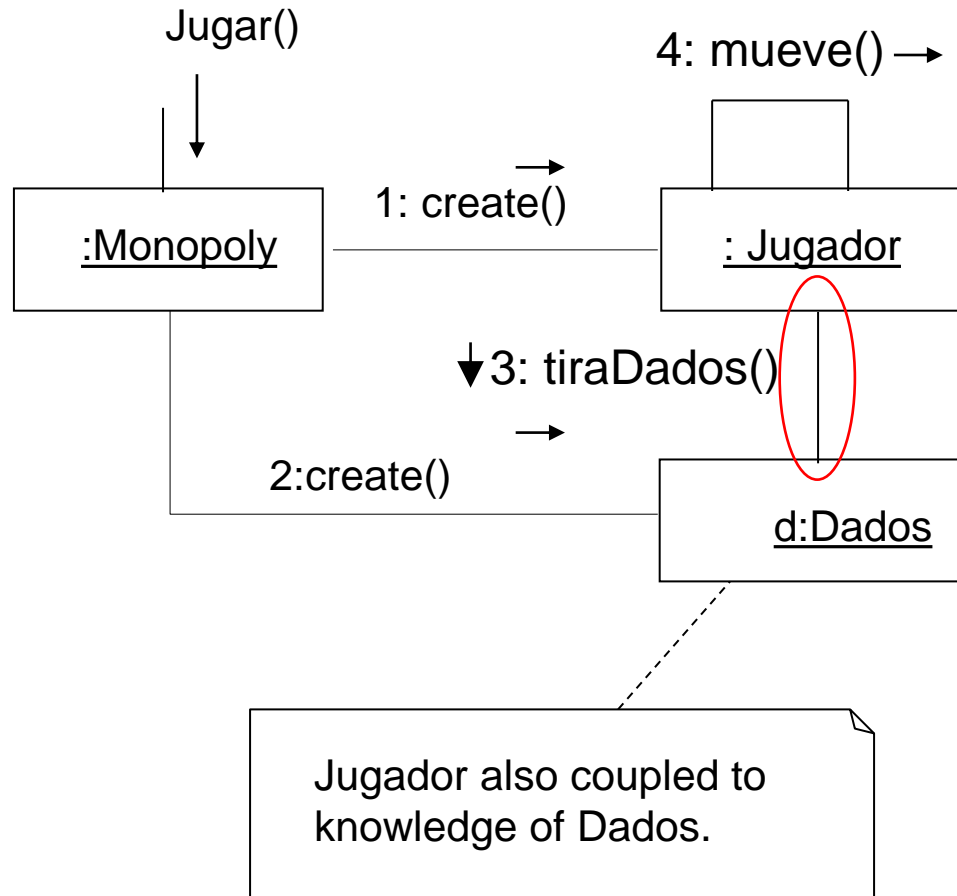 Jugar()
4: mueve()
1: create()
:Monopoly
: Jugador
3: tiraDados()
2:create()
d:Dados
Jugador also coupled to
knowledge of Dados.